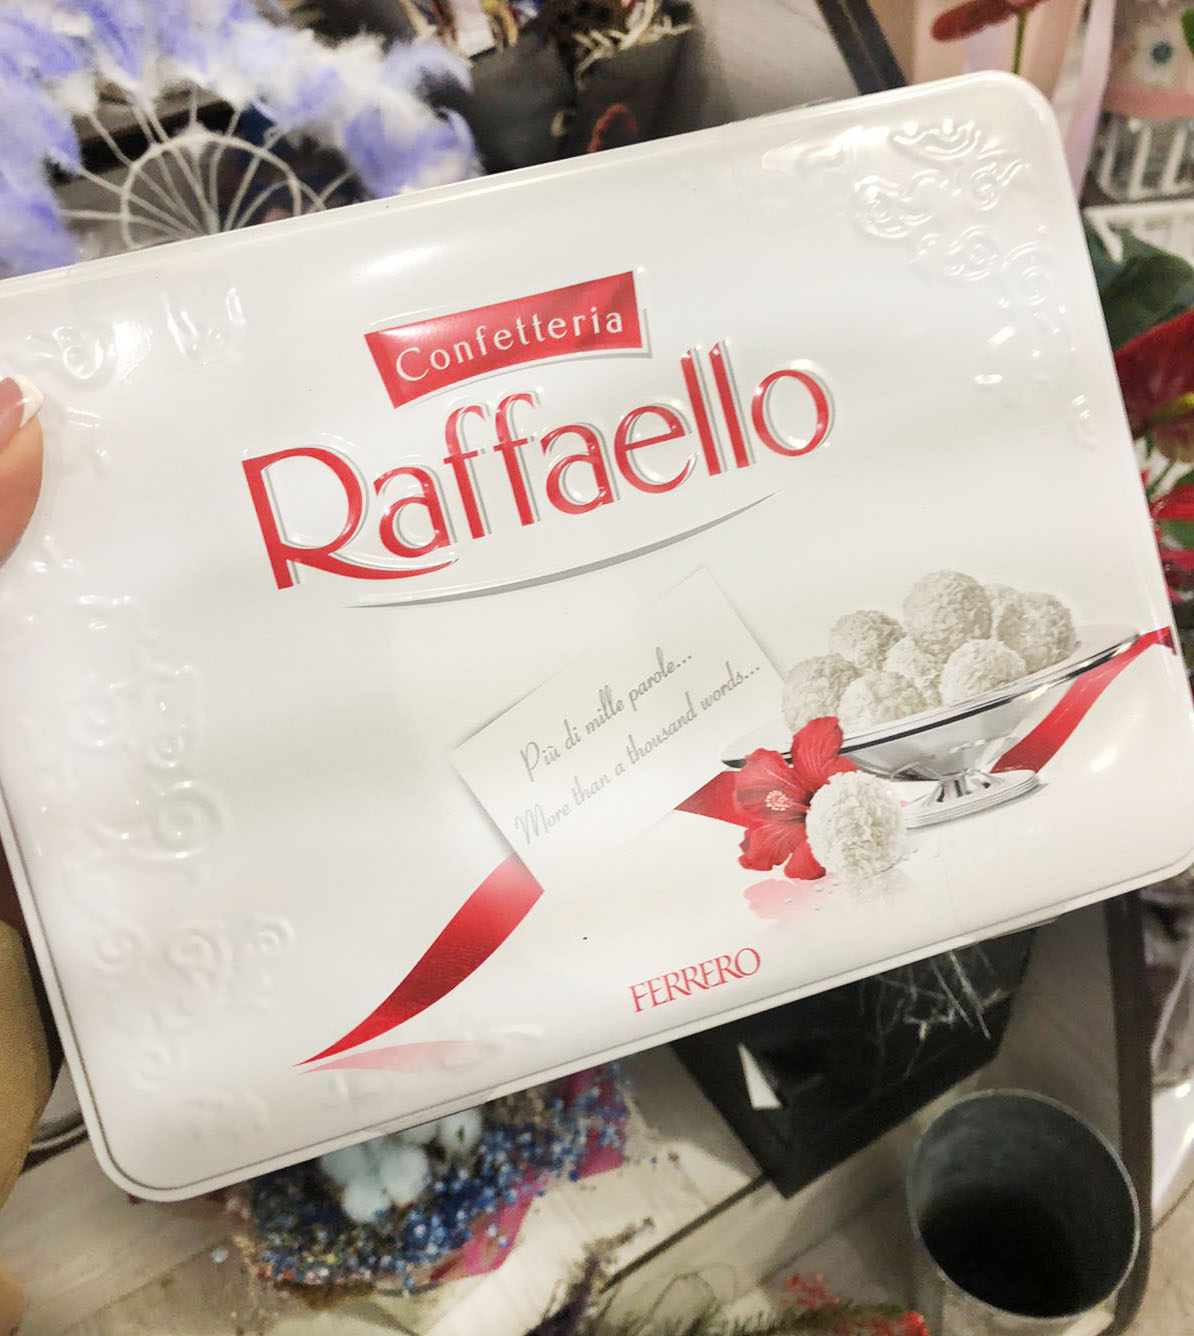 Confetteria
Raffaello
Più di mille parole...
More than a thousand words...
FERRERO